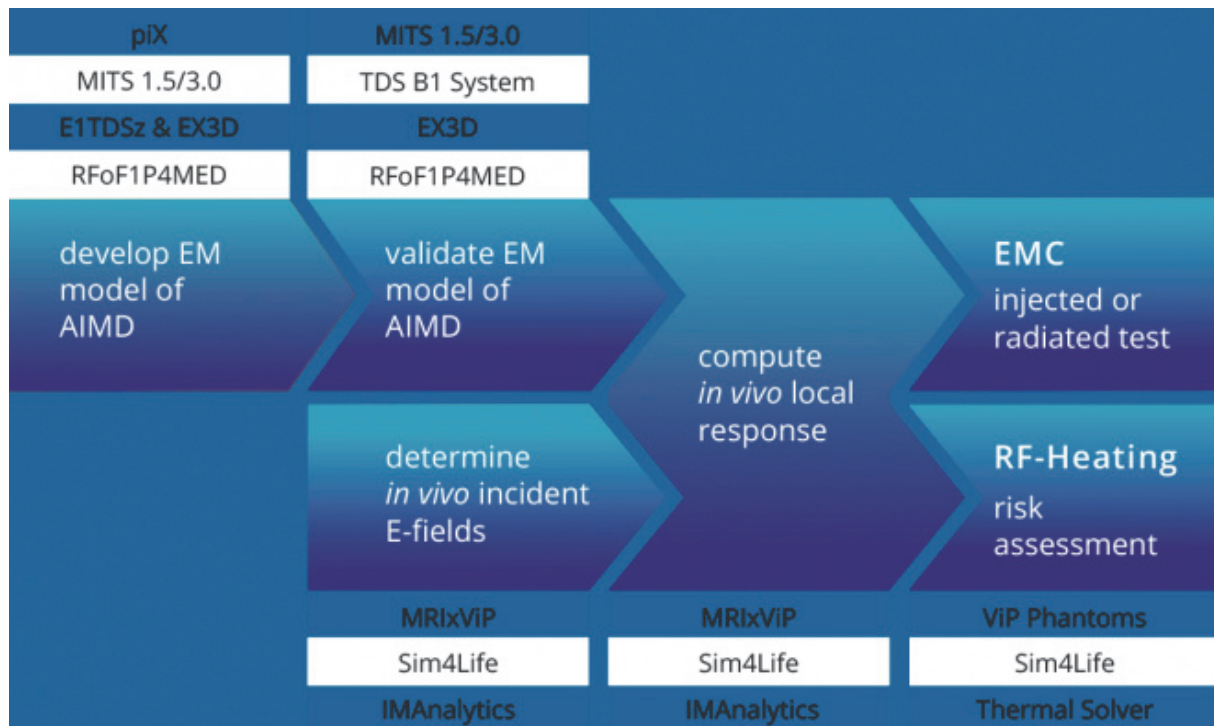 piX
MITS 1.5/3.0
MITS 1.5/3.0
TDS B1 System
E1TDSz & EX3D
EX3D
RFoF1P4MED
RFoF1P4MED
develop EM
model of
AIMD
validate EM
model of
AIMD
determine
in vivo incident
E-fields
compute
in vivo local
response
EMC
injected or
radiated test
RF-Heating
risk
assessment
MRIxViP
MRIxViP
ViP Phantoms
Sim4Life
Sim4Life
Sim4Life
IMAnalytics
IMAnalytics
Thermal Solver